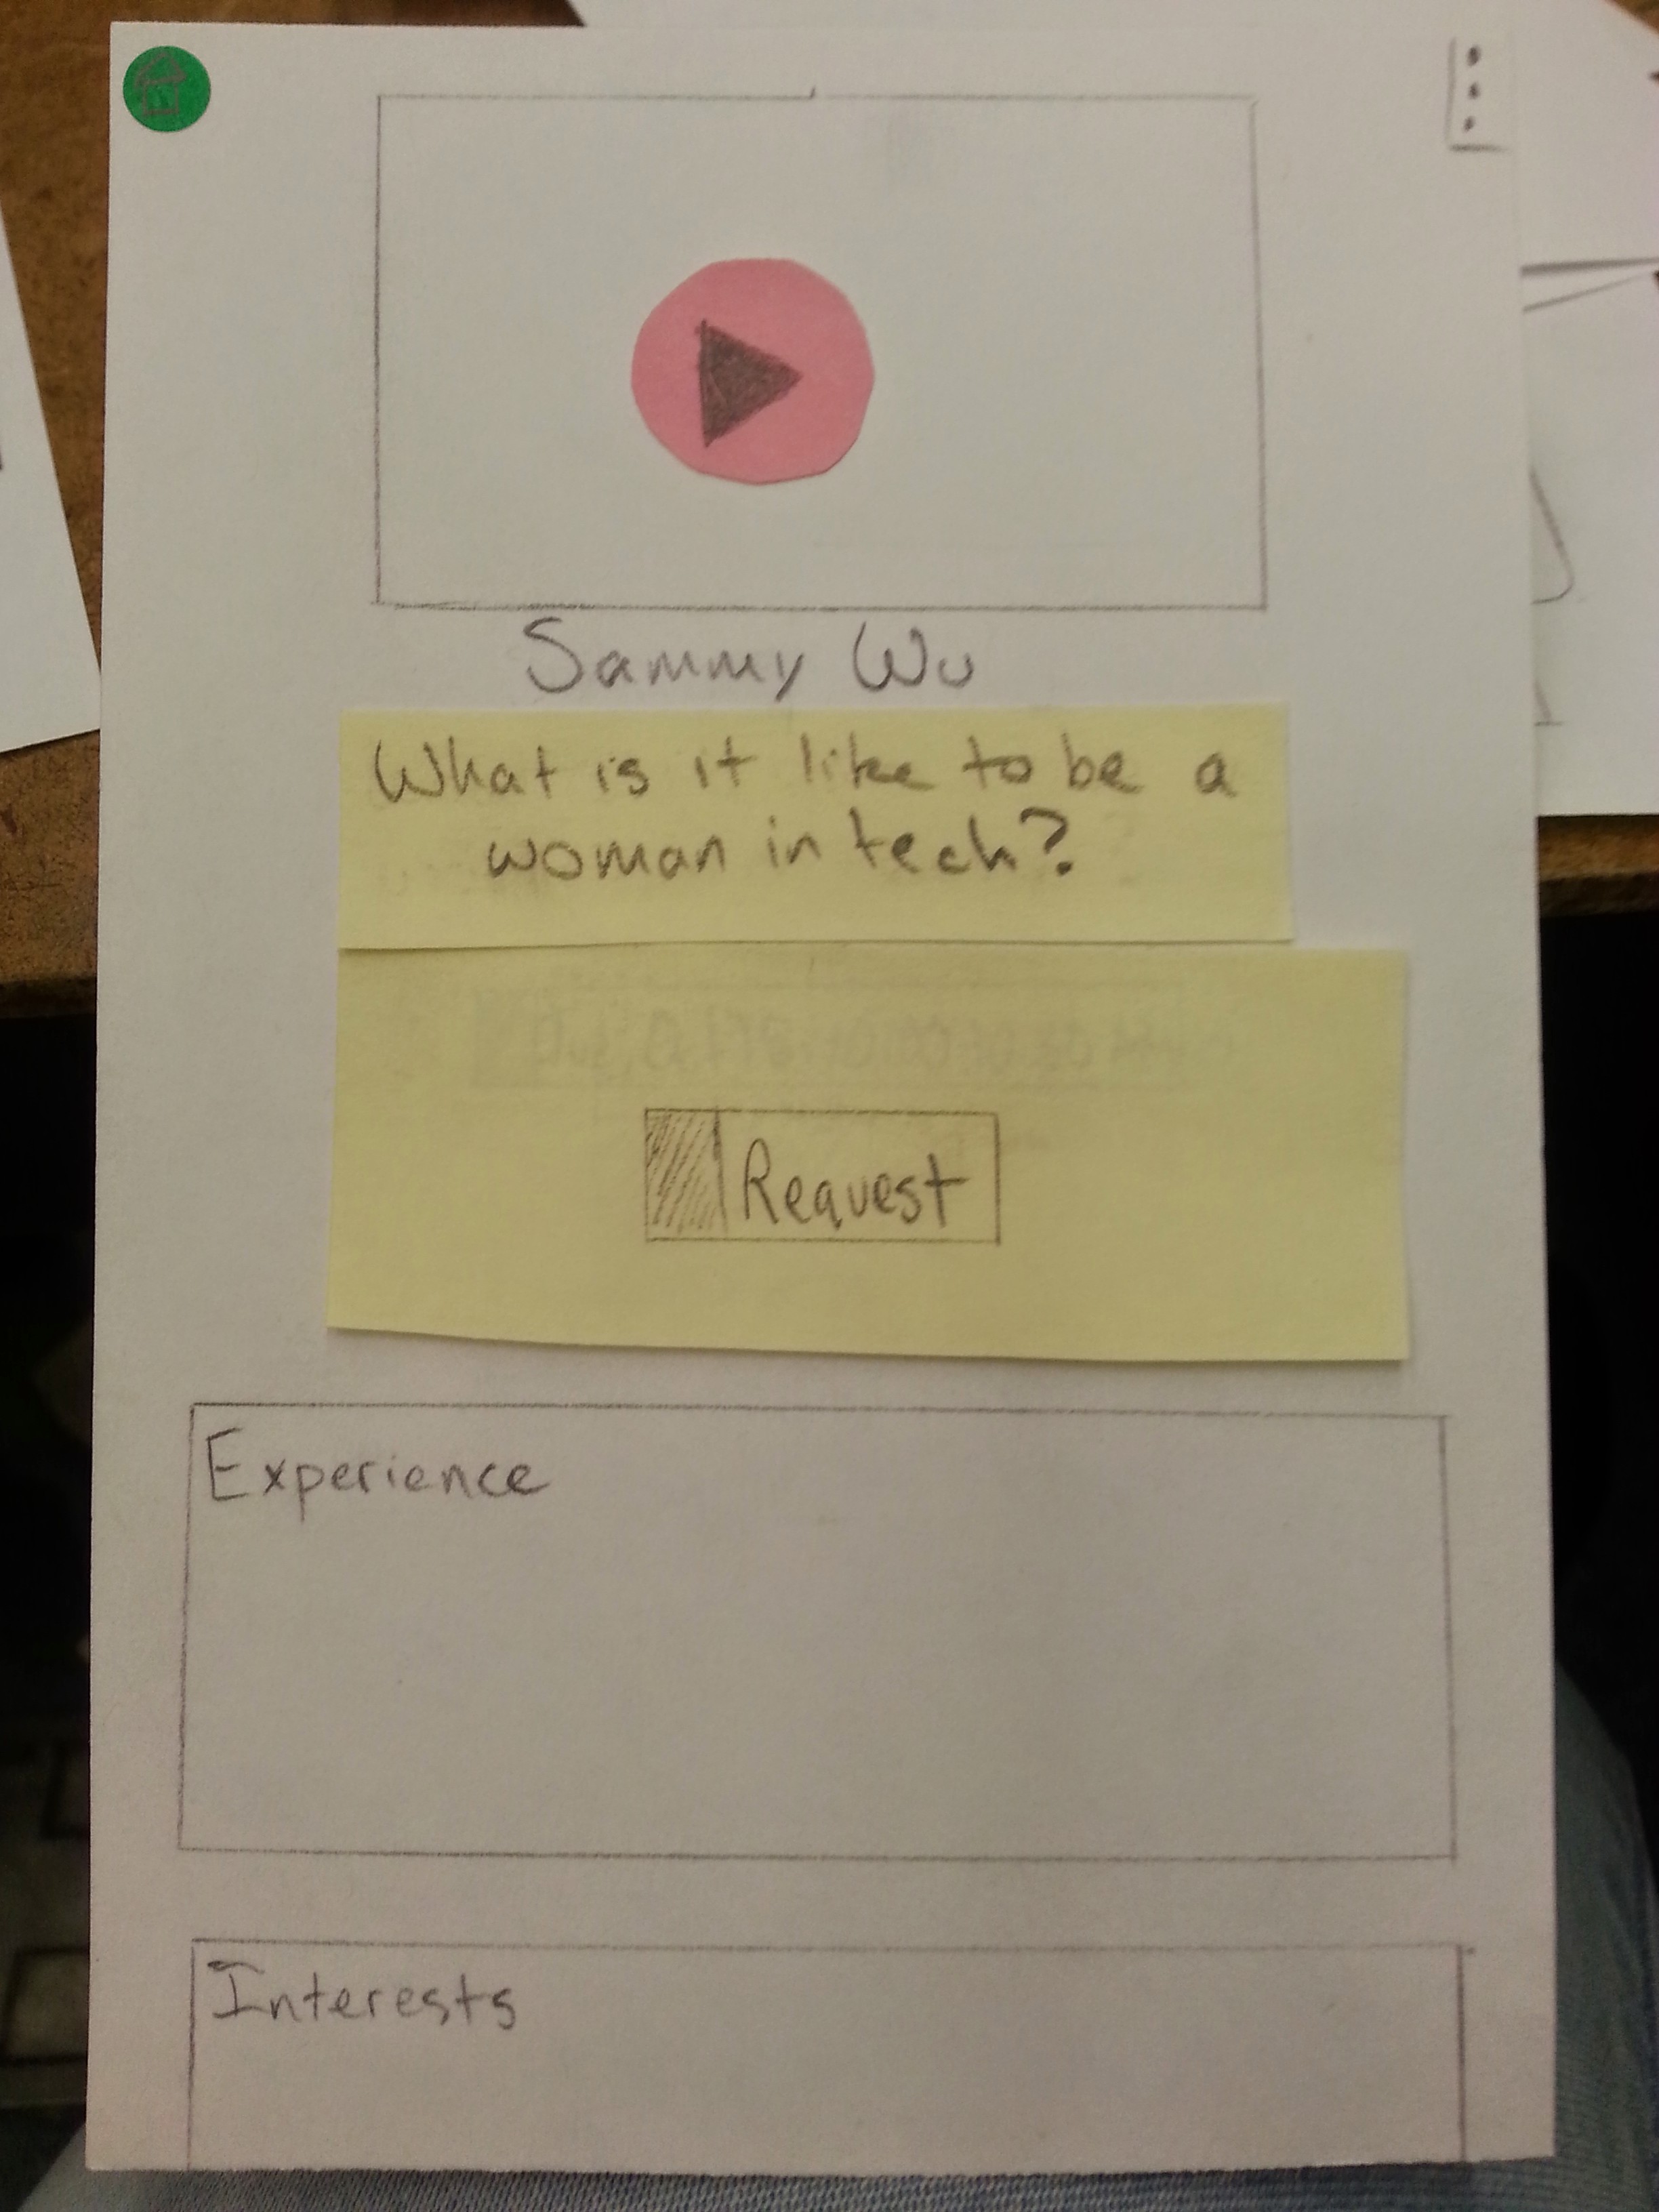 Sammy Wu
What is it like to be a
woman in tech?
Request
Experience
Interests